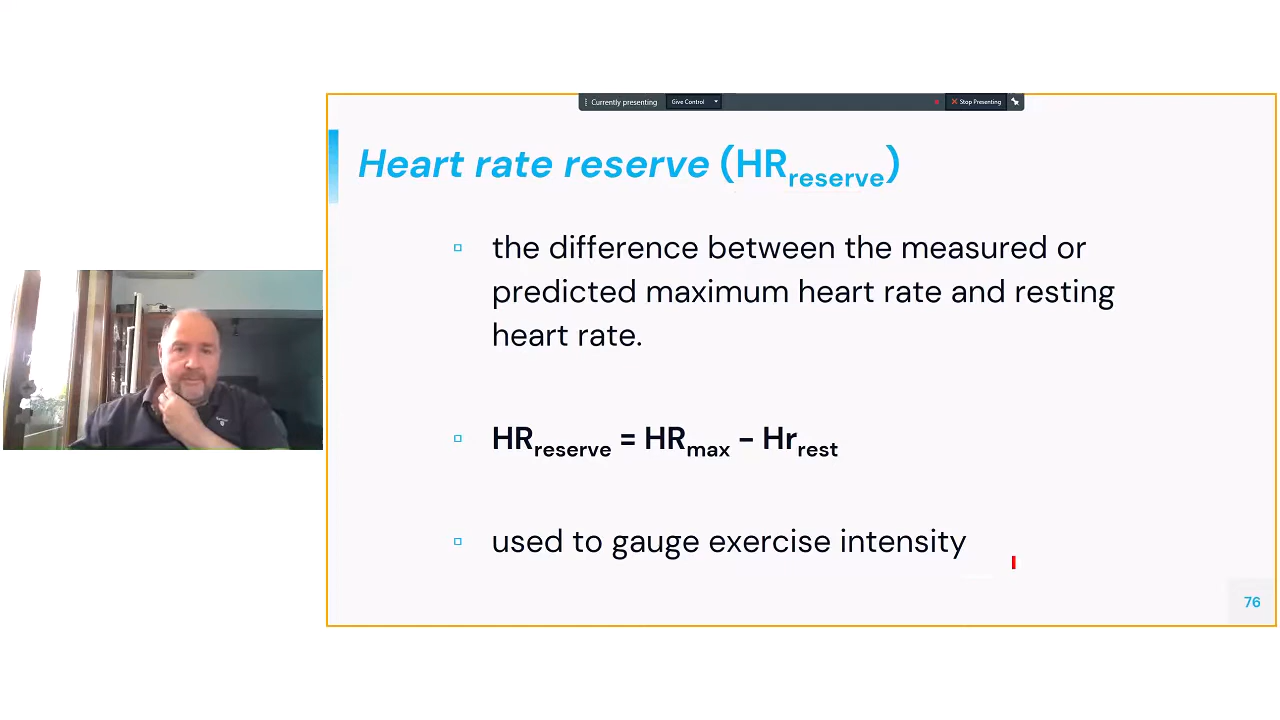 Currently presenting Give Control Stop Presenting
Heart rate reserve (HRreserve)
the difference between the measured or
predicted maximum heart rate and resting
heart rate.
HRreserve = HRmax – Hrrest
used to gauge exercise intensity
76